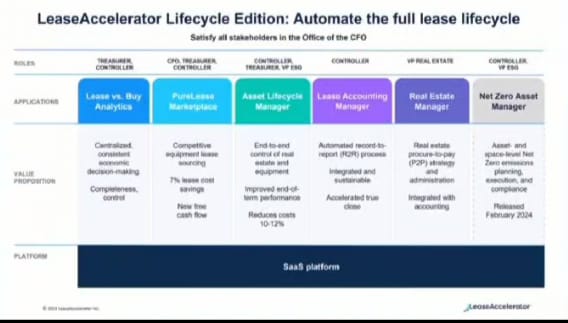 LeaseAccelerator Lifecycle Edition: Automate the full lease lifecycle
Satisfy all stakeholders in the Office of the CFO
ROLES
TREASURER,
CONTROLLER
CFO, TREASURER,
CONTROLLER
CONTROLLER,
TREASURER, VP ESG
CONTROLLER
VP REAL ESTATE
CONTROLLER,
VP ESG
APPLICATIONS
Lease vs. Buy
Analytics
PureLease
Marketplace
Asset Lifecycle
Manager
Lease Accounting
Manager
Real Estate
Manager
Net Zero Asset
Manager
VALUE
PROPOSITION
Centralized,
consistent
economic
decision-making
Completeness,
control
Competitive
equipment lease
sourcing
7% lease cost
savings
New free
cash flow
End-to-end
control of real
estate and
equipment
Improved end-of-
term performance
Reduces costs
10-12%
Automated record-to-
report (R2R) process
Integrated and
sustainable
Accelerated true
close
Real estate
procure-to-pay
(P2P) strategy
and
administration
Integrated with
accounting
Asset- and
space-level Net
Zero emissions
planning,
execution, and
compliance
Released
February 2024
PLATFORM
SaaS platform
LeaseAccelerator Inc.
LeaseAccelerator